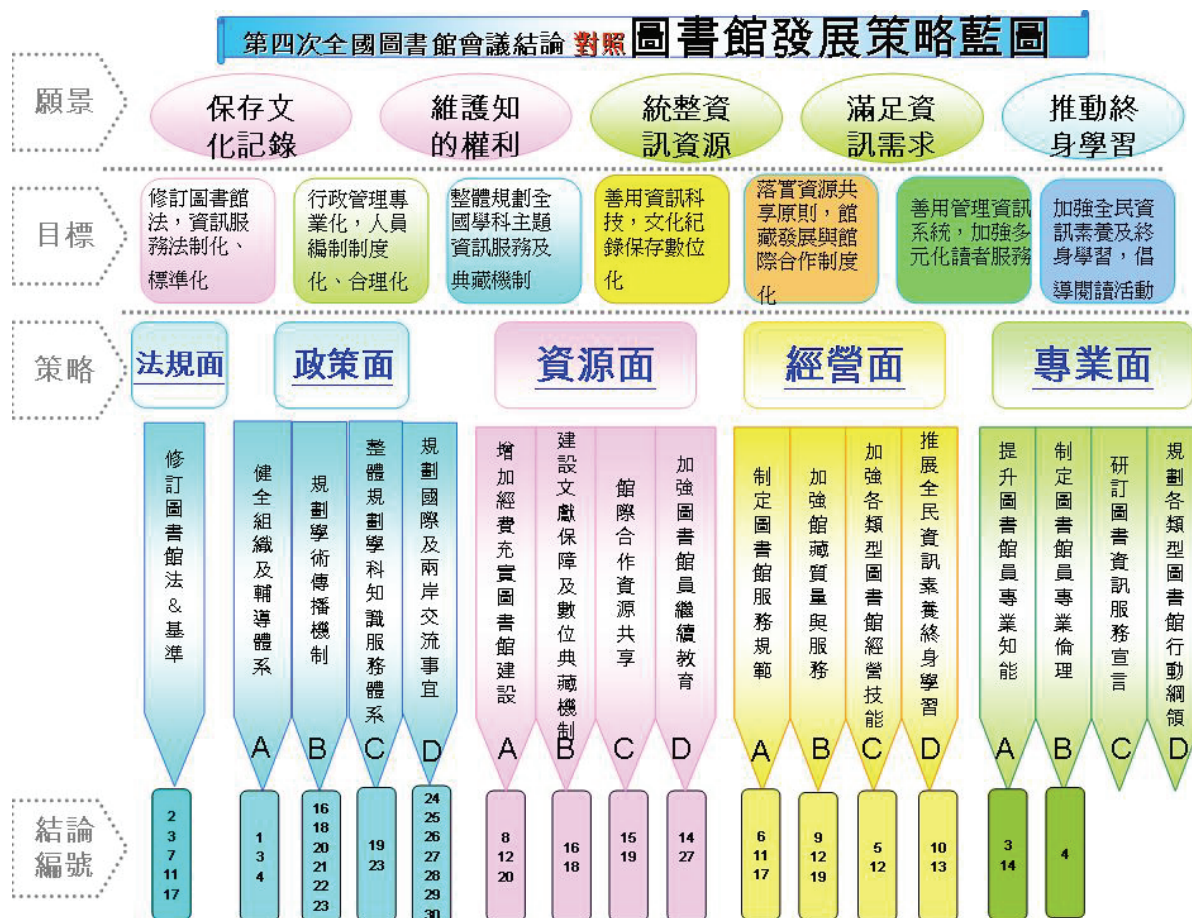 第四次全國圖書館會議結論 對照 圖書館發展策略藍圖
願景
保存文
化記錄
維護知
的權利
統整資
訊資源
滿足資
訊需求
推動終
身學習
目標
修訂圖書館
法，資訊服
務法制化、
標準化
行政管理專
業化，人員
編制制度
化、合理化
整體規劃全
國學科主題
資訊服務及
典藏機制
善用資訊科
技，文化紀
錄保存數位
化
落實資源共
享原則，館
藏發展與館
際合作制度
化
善用管理資訊
系統，加強多
元化讀者服務
加強全民資
訊素養及終
身學習，倡
導閱讀活動
策略
法規面
政策面
資源面
經營面
專業面
修訂圖書館法&基準
健全組織及輔導體系
A
規劃學術傳播機制
B
整體規劃學科知識服務體系
C
規劃國際及兩岸交流事宜
D
增加經費充實圖書館建設
A
建設文獻保障及數位典藏機制
B
館際合作資源共享
C
加強圖書館員繼續教育
D
制定圖書館服務規範
A
加強館藏質量與服務
B
加強各類型圖書館經營技能
C
推展全民資訊素養終身學習
D
提升圖書館員專業知能
A
制定圖書館員專業倫理
B
研訂圖書資訊服務宣言
C
規劃各類型圖書館行動綱領
D
結論
編號
2
3
7
11
17
1
3
4
16
18
20
21
22
23
19
23
24
25
26
27
28
29
30
8
12
20
16
18
15
19
14
27
6
11
17
9
12
19
5
12
10
13
3
14
4